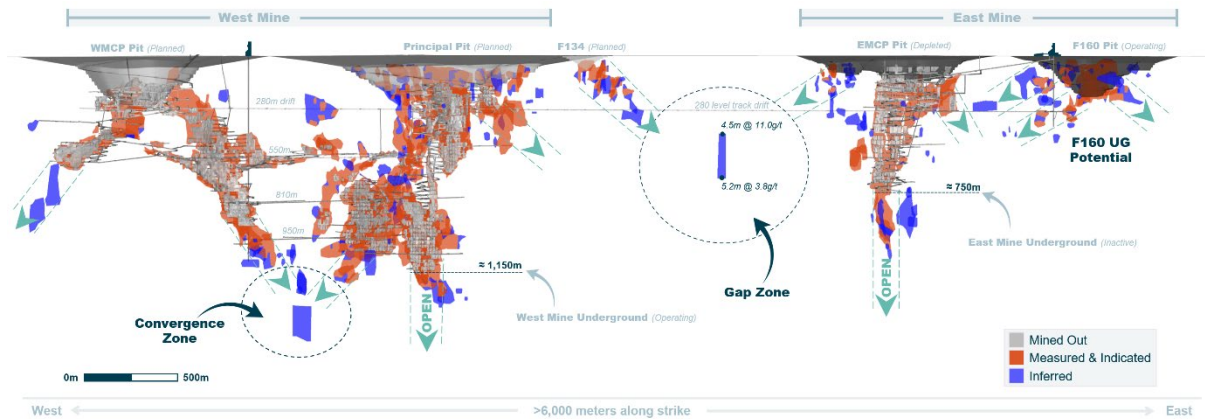 West Mine
East Mine
WMCP Pit (Planned)
Principal Pit (Planned)
F134 (Planned)
EMCP Pit (Depleted)
F160 Pit (Operating)
280m drift
280 level track drift
4.5m @ 11.0g/t
5.2m @ 3.8g/t
550m
810m
950m
F160 UG
Potential
≈ 750m
East Mine Underground (Inactive)
≈ 1,150m
West Mine Underground (Operating)
OPEN
OPEN
Gap Zone
Convergence
Zone
Mined Out
Measured & Indicated
Inferred
0m
500m
West
>6,000 meters along strike
East